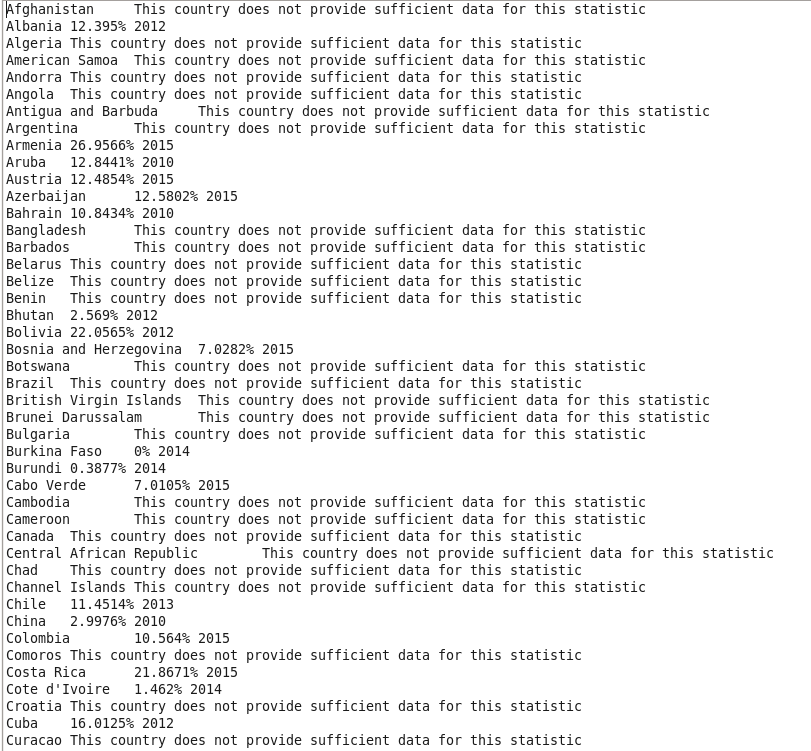 Afghanistan This country does not provide sufficient data for this statistic
Albania 12.395% 2012
Algeria This country does not provide sufficient data for this statistic
American Samoa This country does not provide sufficient data for this statistic
Andorra This country does not provide sufficient data for this statistic
Angola This country does not provide sufficient data for this statistic
Antigua and Barbuda This country does not provide sufficient data for this statistic
Argentina This country does not provide sufficient data for this statistic
Armenia 26.9566% 2015
Aruba 12.8441% 2010
Austria 12.4854% 2015
Azerbaijan 12.5802% 2015
Bahrain 10.8434% 2010
Bangladesh This country does not provide sufficient data for this statistic
Barbados This country does not provide sufficient data for this statistic
Belarus This country does not provide sufficient data for this statistic
Belize This country does not provide sufficient data for this statistic
Benin This country does not provide sufficient data for this statistic
Bhutan 2.569% 2012
Bolivia 22.0565% 2012
Bosnia and Herzegovina 7.0282% 2015
Botswana This country does not provide sufficient data for this statistic
Brazil This country does not provide sufficient data for this statistic
British Virgin Islands This country does not provide sufficient data for this statistic
Brunei Darussalam This country does not provide sufficient data for this statistic
Bulgaria This country does not provide sufficient data for this statistic
Burkina Faso 0% 2014
Burundi 0.3877% 2014
Cabo Verde 7.0105% 2015
Cambodia This country does not provide sufficient data for this statistic
Cameroon This country does not provide sufficient data for this statistic
Canada This country does not provide sufficient data for this statistic
Central African Republic This country does not provide sufficient data for this statistic
Chad This country does not provide sufficient data for this statistic
Channel Islands This country does not provide sufficient data for this statistic
Chile 11.4514% 2013
China 2.9976% 2010
Colombia 10.564% 2015
Comoros This country does not provide sufficient data for this statistic
Costa Rica 21.8671% 2015
Cote d'Ivoire 1.462% 2014
Croatia This country does not provide sufficient data for this statistic
Cuba 16.0125% 2012
Curacao This country does not provide sufficient data for this statistic